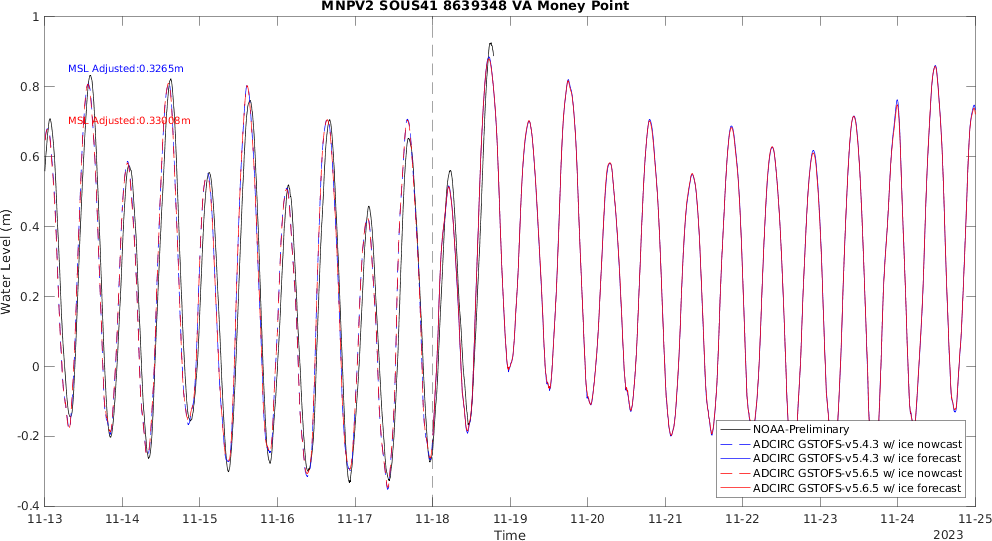 MNPV2 SOUS41 8639348 VA Money Point
1
0.8
0.6
0.4
0.2
0
-0.2
-0.4
Water Level (m)
MSL Adjusted:0.3265m
MSL Adjusted:0.33008m
NOAA-Preliminary
ADCIRC GSTOFS-v5.4.3 w/ ice nowcast
ADCIRC GSTOFS-v5.4.3 w/ ice forecast
ADCIRC GSTOFS-v5.6.5 w/ ice nowcast
ADCIRC GSTOFS-v5.6.5 w/ ice forecast
11-13 11-14 11-15 11-16 11-17 11-18 11-19 11-20 11-21 11-22 11-23 11-24 11-25
Time
2023